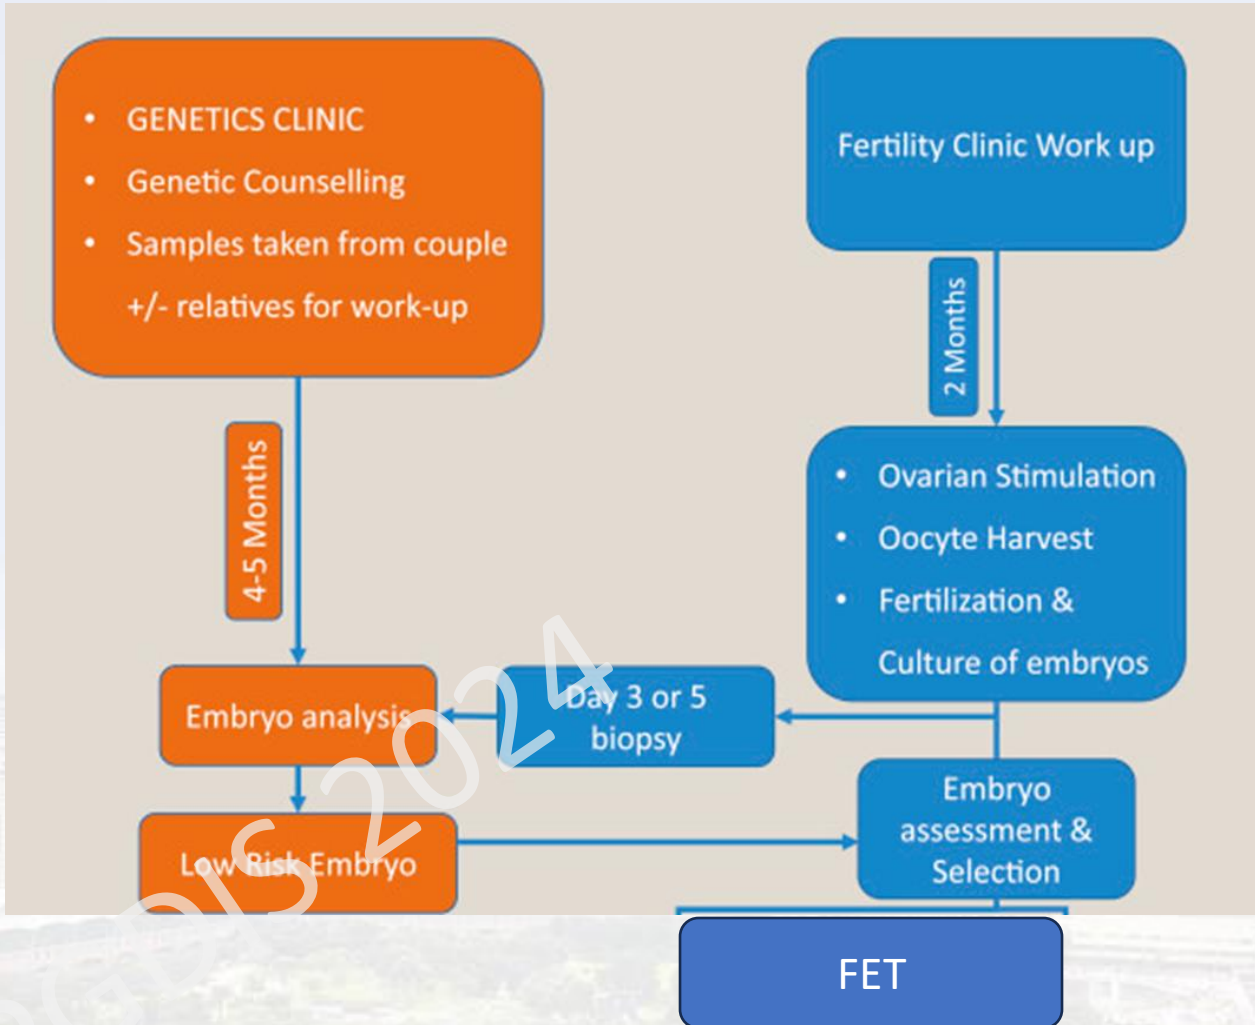 • GENETICS CLINIC
• Genetic Counselling
• Samples taken from couple
+/- relatives for work-up
Fertility Clinic Work up
2 Months
4-5 Months
• Ovarian Stimulation
• Oocyte Harvest
• Fertilization &
Culture of embryos
Embryo analysis
Day 3 or 5
biopsy
Embryo
assessment &
Selection
Low Risk Embryo
FET
2024